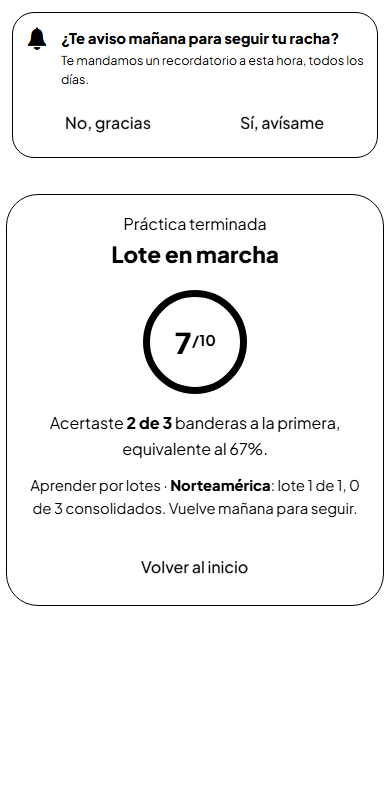 ¿Te aviso mañana para seguir tu racha?
Te mandamos un recordatorio a esta hora, todos los
días.
No, gracias
Sí, avísame
Práctica terminada
Lote en marcha
7/10
Acertaste 2 de 3 banderas a la primera,
equivalente al 67%.
Aprender por lotes · Norteamérica: lote 1 de 1, 0
de 3 consolidados. Vuelve mañana para seguir.
Volver al inicio